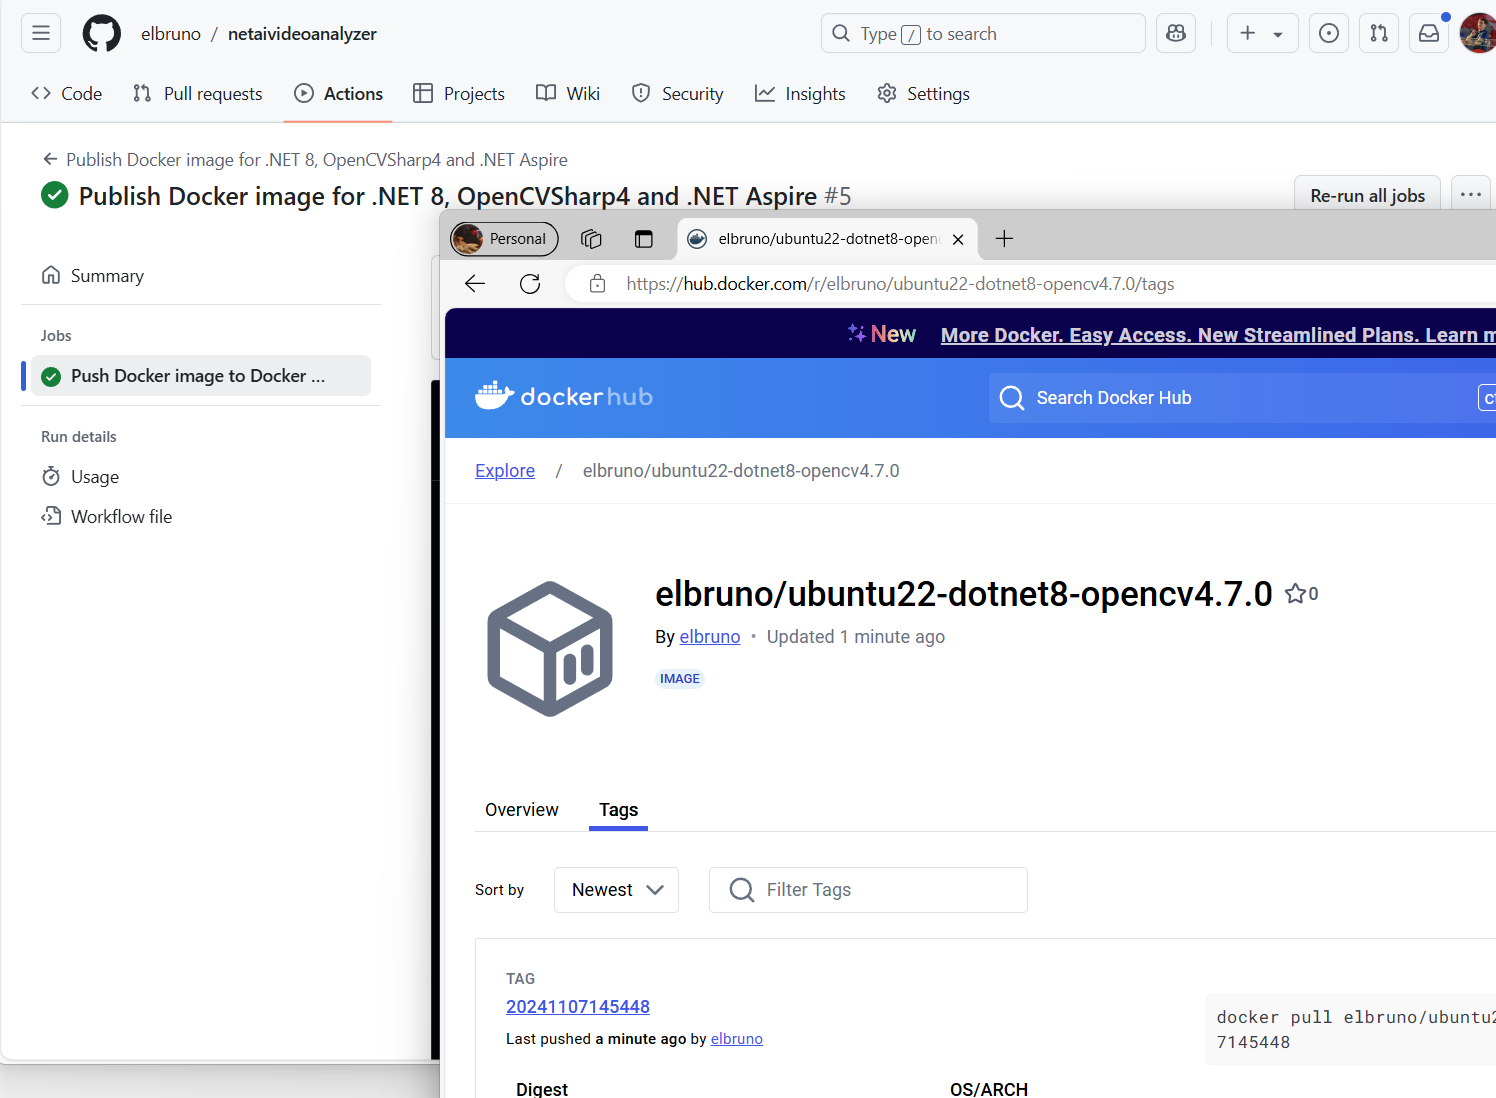 elbruno / netaivideoanalyzer
Type / to search
Code
Pull requests
Actions
Projects
Wiki
Security
Insights
Settings
Publish Docker image for .NET 8, OpenCVSharp4 and .NET Aspire
Publish Docker image for .NET 8, OpenCVSharp4 and .NET Aspire #5
Re-run all jobs
Summary
Jobs
Push Docker image to Docker ...
Run details
Usage
Workflow file
Personal
elbruno/ubuntu22-dotnet8-openc
https://hub.docker.com/r/elbruno/ubuntu22-dotnet8-opencv4.7.0/tags
New
More Docker. Easy Access. New Streamlined Plans. Learn m
docker hub
Search Docker Hub
Explore / elbruno/ubuntu22-dotnet8-opencv4.7.0
elbruno/ubuntu22-dotnet8-opencv4.7.0
0
By elbruno • Updated 1 minute ago
IMAGE
Overview
Tags
Sort by
Newest
Filter Tags
TAG
20241107145448
Last pushed a minute ago by elbruno
docker pull elbruno/ubuntu2
7145448
Digest
OS/ARCH